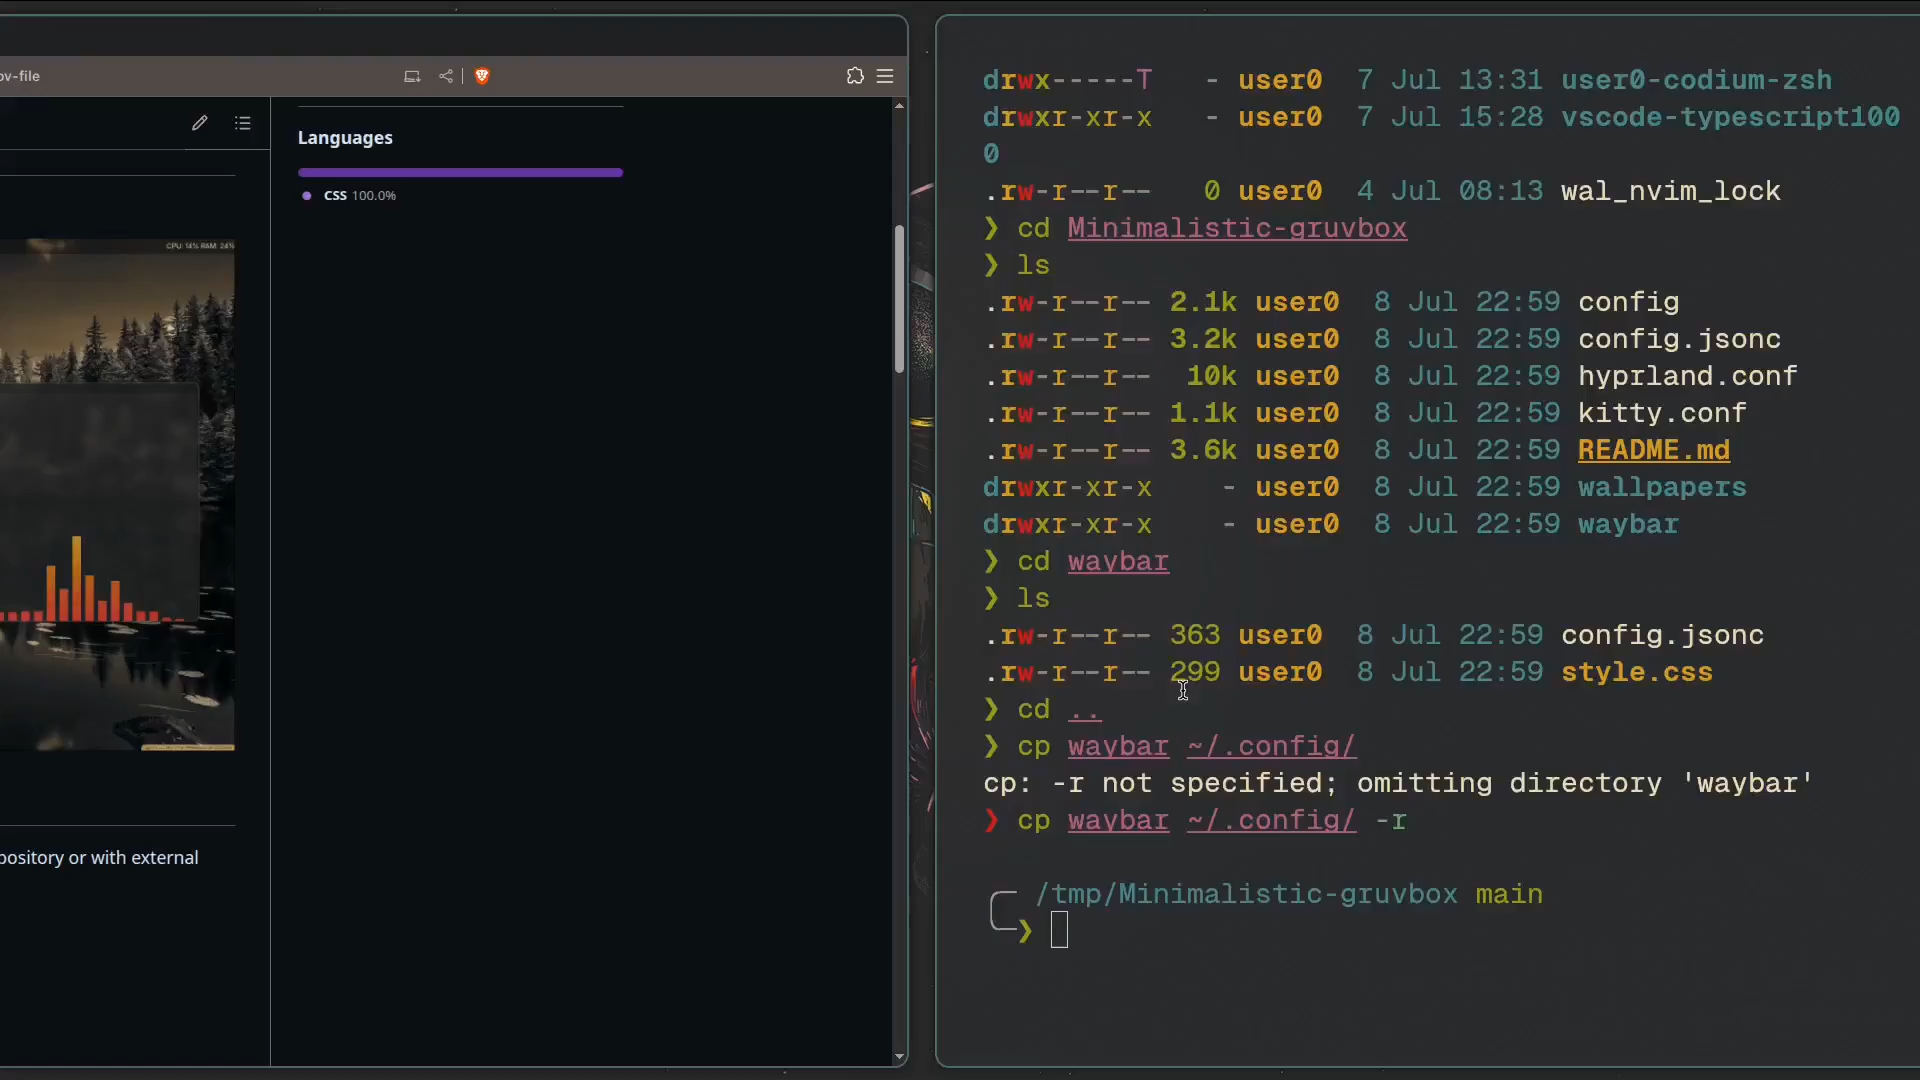 ov-file
Languages
CSS 100.0%
CPU: 14% RAM: 24%
pository or with external
drwx-----T - user0 7 Jul 13:31 user0-codium-zsh
drwxr-xr-x - user0 7 Jul 15:28 vscode-typescript100
0
.rw-r--r-- 0 user0 4 Jul 08:13 wal_nvim_lock
❯ cd Minimalistic-gruvbox
❯ ls
.rw-r--r-- 2.1k user0 8 Jul 22:59 config
.rw-r--r-- 3.2k user0 8 Jul 22:59 config.jsonc
.rw-r--r-- 10k user0 8 Jul 22:59 hyprland.conf
.rw-r--r-- 1.1k user0 8 Jul 22:59 kitty.conf
.rw-r--r-- 3.6k user0 8 Jul 22:59 README.md
drwxr-xr-x - user0 8 Jul 22:59 wallpapers
drwxr-xr-x - user0 8 Jul 22:59 waybar
❯ cd waybar
❯ ls
.rw-r--r-- 363 user0 8 Jul 22:59 config.jsonc
.rw-r--r-- 299 user0 8 Jul 22:59 style.css
❯ cd ..
❯ cp waybar ~/.config/
cp: -r not specified; omitting directory 'waybar'
❯ cp waybar ~/.config/ -r
/tmp/Minimalistic-gruvbox main
❯